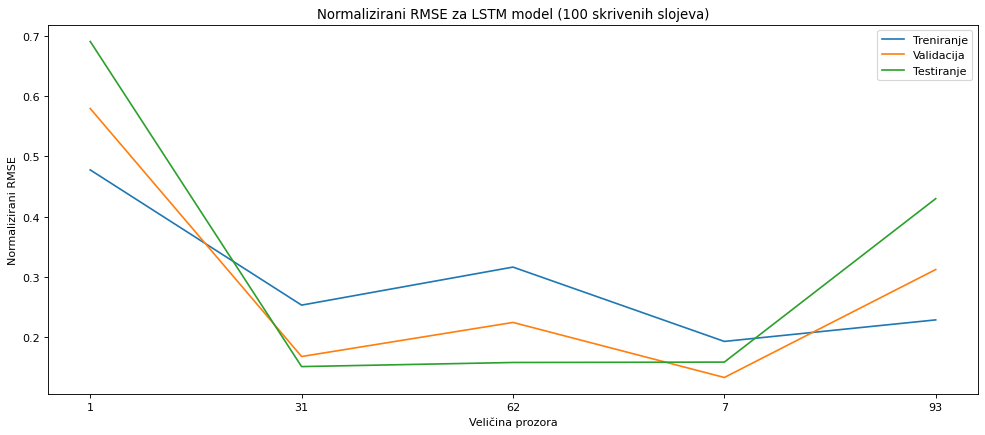 Normalizirani RMSE za LSTM model (100 skrivenih slojeva)
Treniranje
Validacija
Testiranje
Normalizirani RMSE
0.7
0.6
0.5
0.4
0.3
0.2
1
31
62
7
93
Veličina prozora